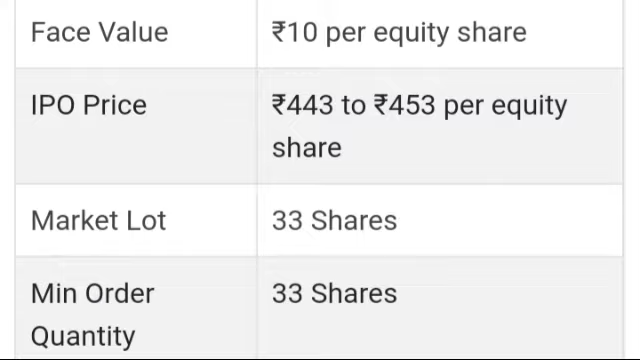 Face Value ₹10 per equity share
IPO Price ₹443 to ₹453 per equity
share
Market Lot 33 Shares
Min Order 33 Shares
Quantity